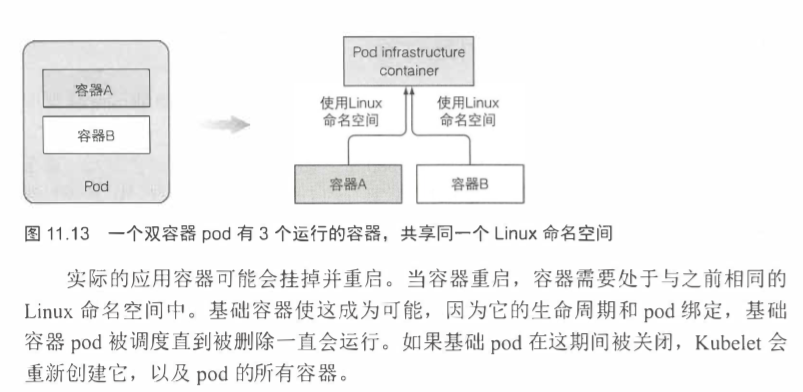 Pod infrastructure
container
容器A
使用Linux
命名空间
使用Linux
命名空间
容器B
Pod
容器A
容器B
图 11.13 一个双容器 pod 有 3 个运行的容器，共享同一个 Linux 命名空间
实际的应用容器可能会挂掉并重启。当容器重启，容器需要处于与之前相同的
Linux 命名空间中。基础容器使这成为可能，因为它的生命周期和 pod 绑定，基础
容器 pod 被调度直到被删除一直会运行。如果基础 pod 在这期间被关闭，Kubelet 会
重新创建它，以及 pod 的所有容器。